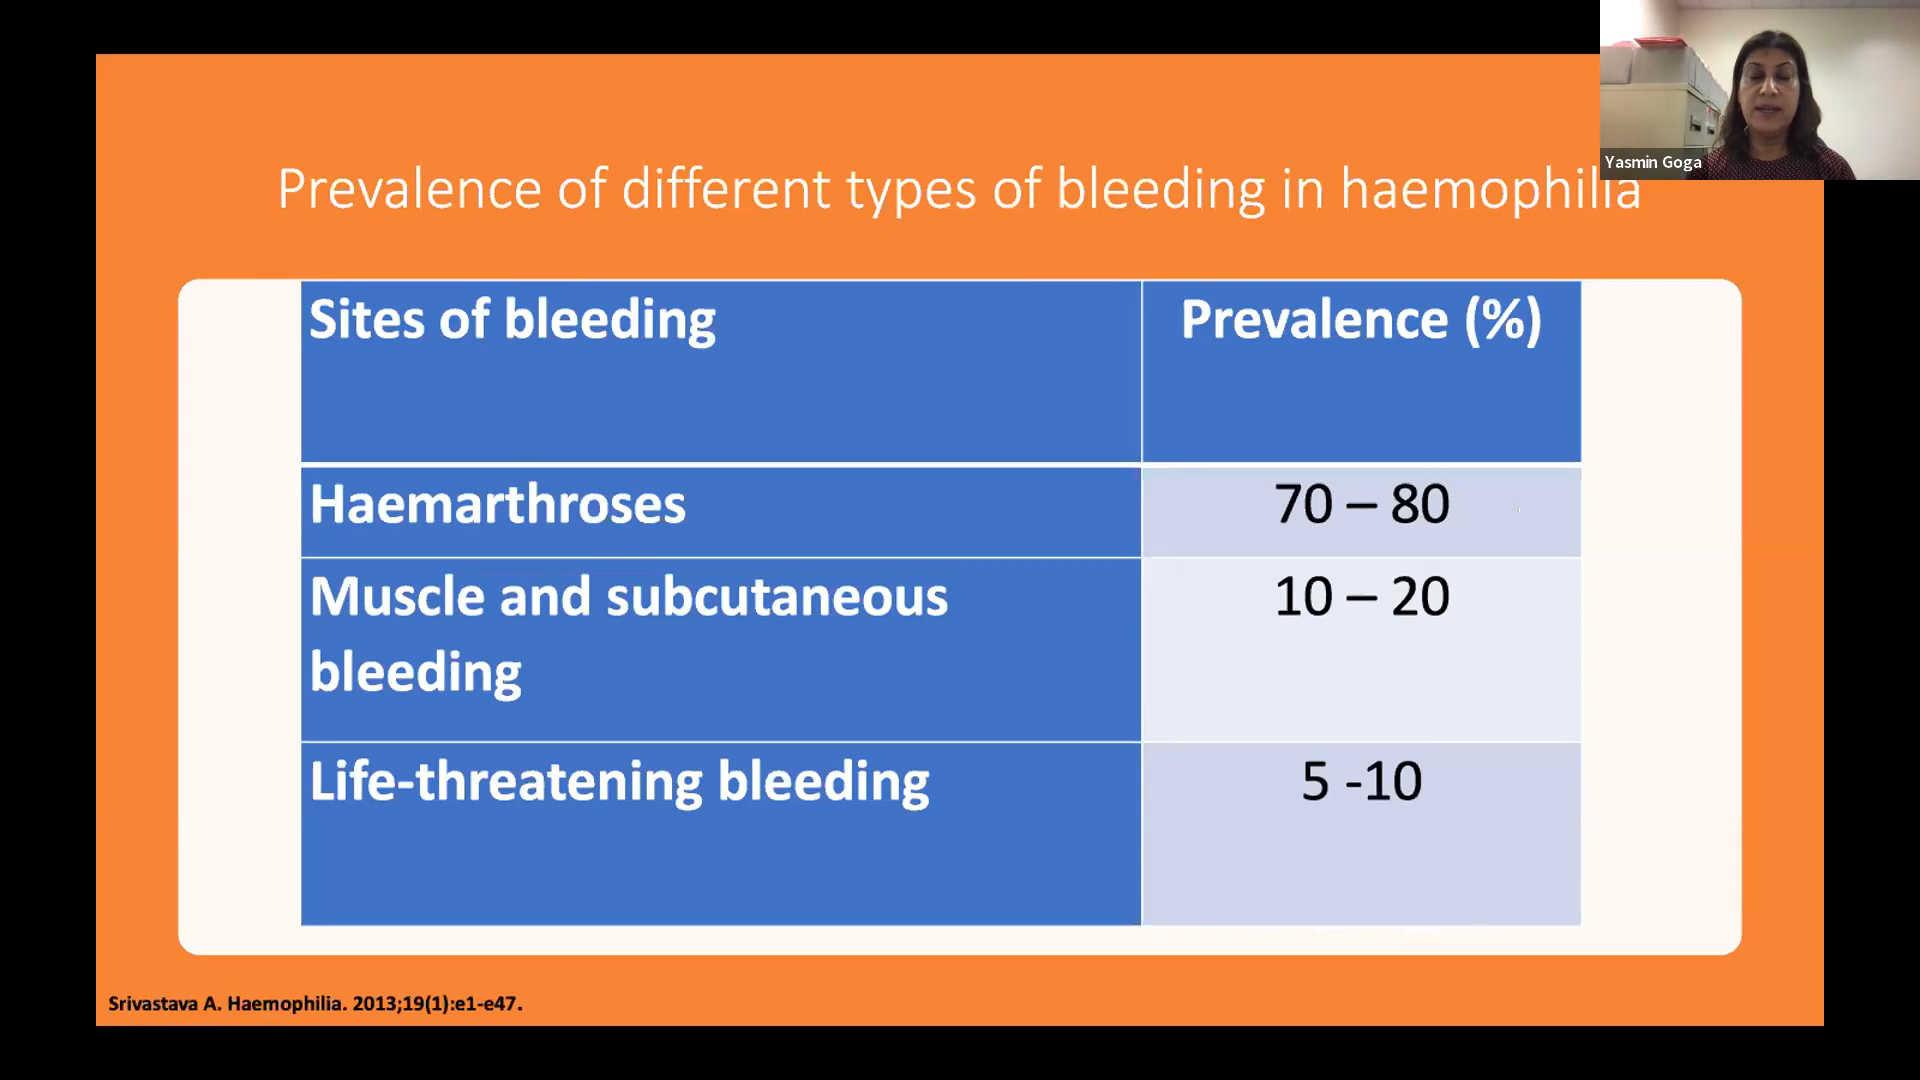 Yasmin Goga
Prevalence of different types of bleeding in haemophilia
Sites of bleeding
Prevalence (%)
Haemarthroses
70 – 80
Muscle and subcutaneous
bleeding
10 – 20
Life-threatening bleeding
5 -10
Srivastava A. Haemophilia. 2013;19(1):e1-e47.